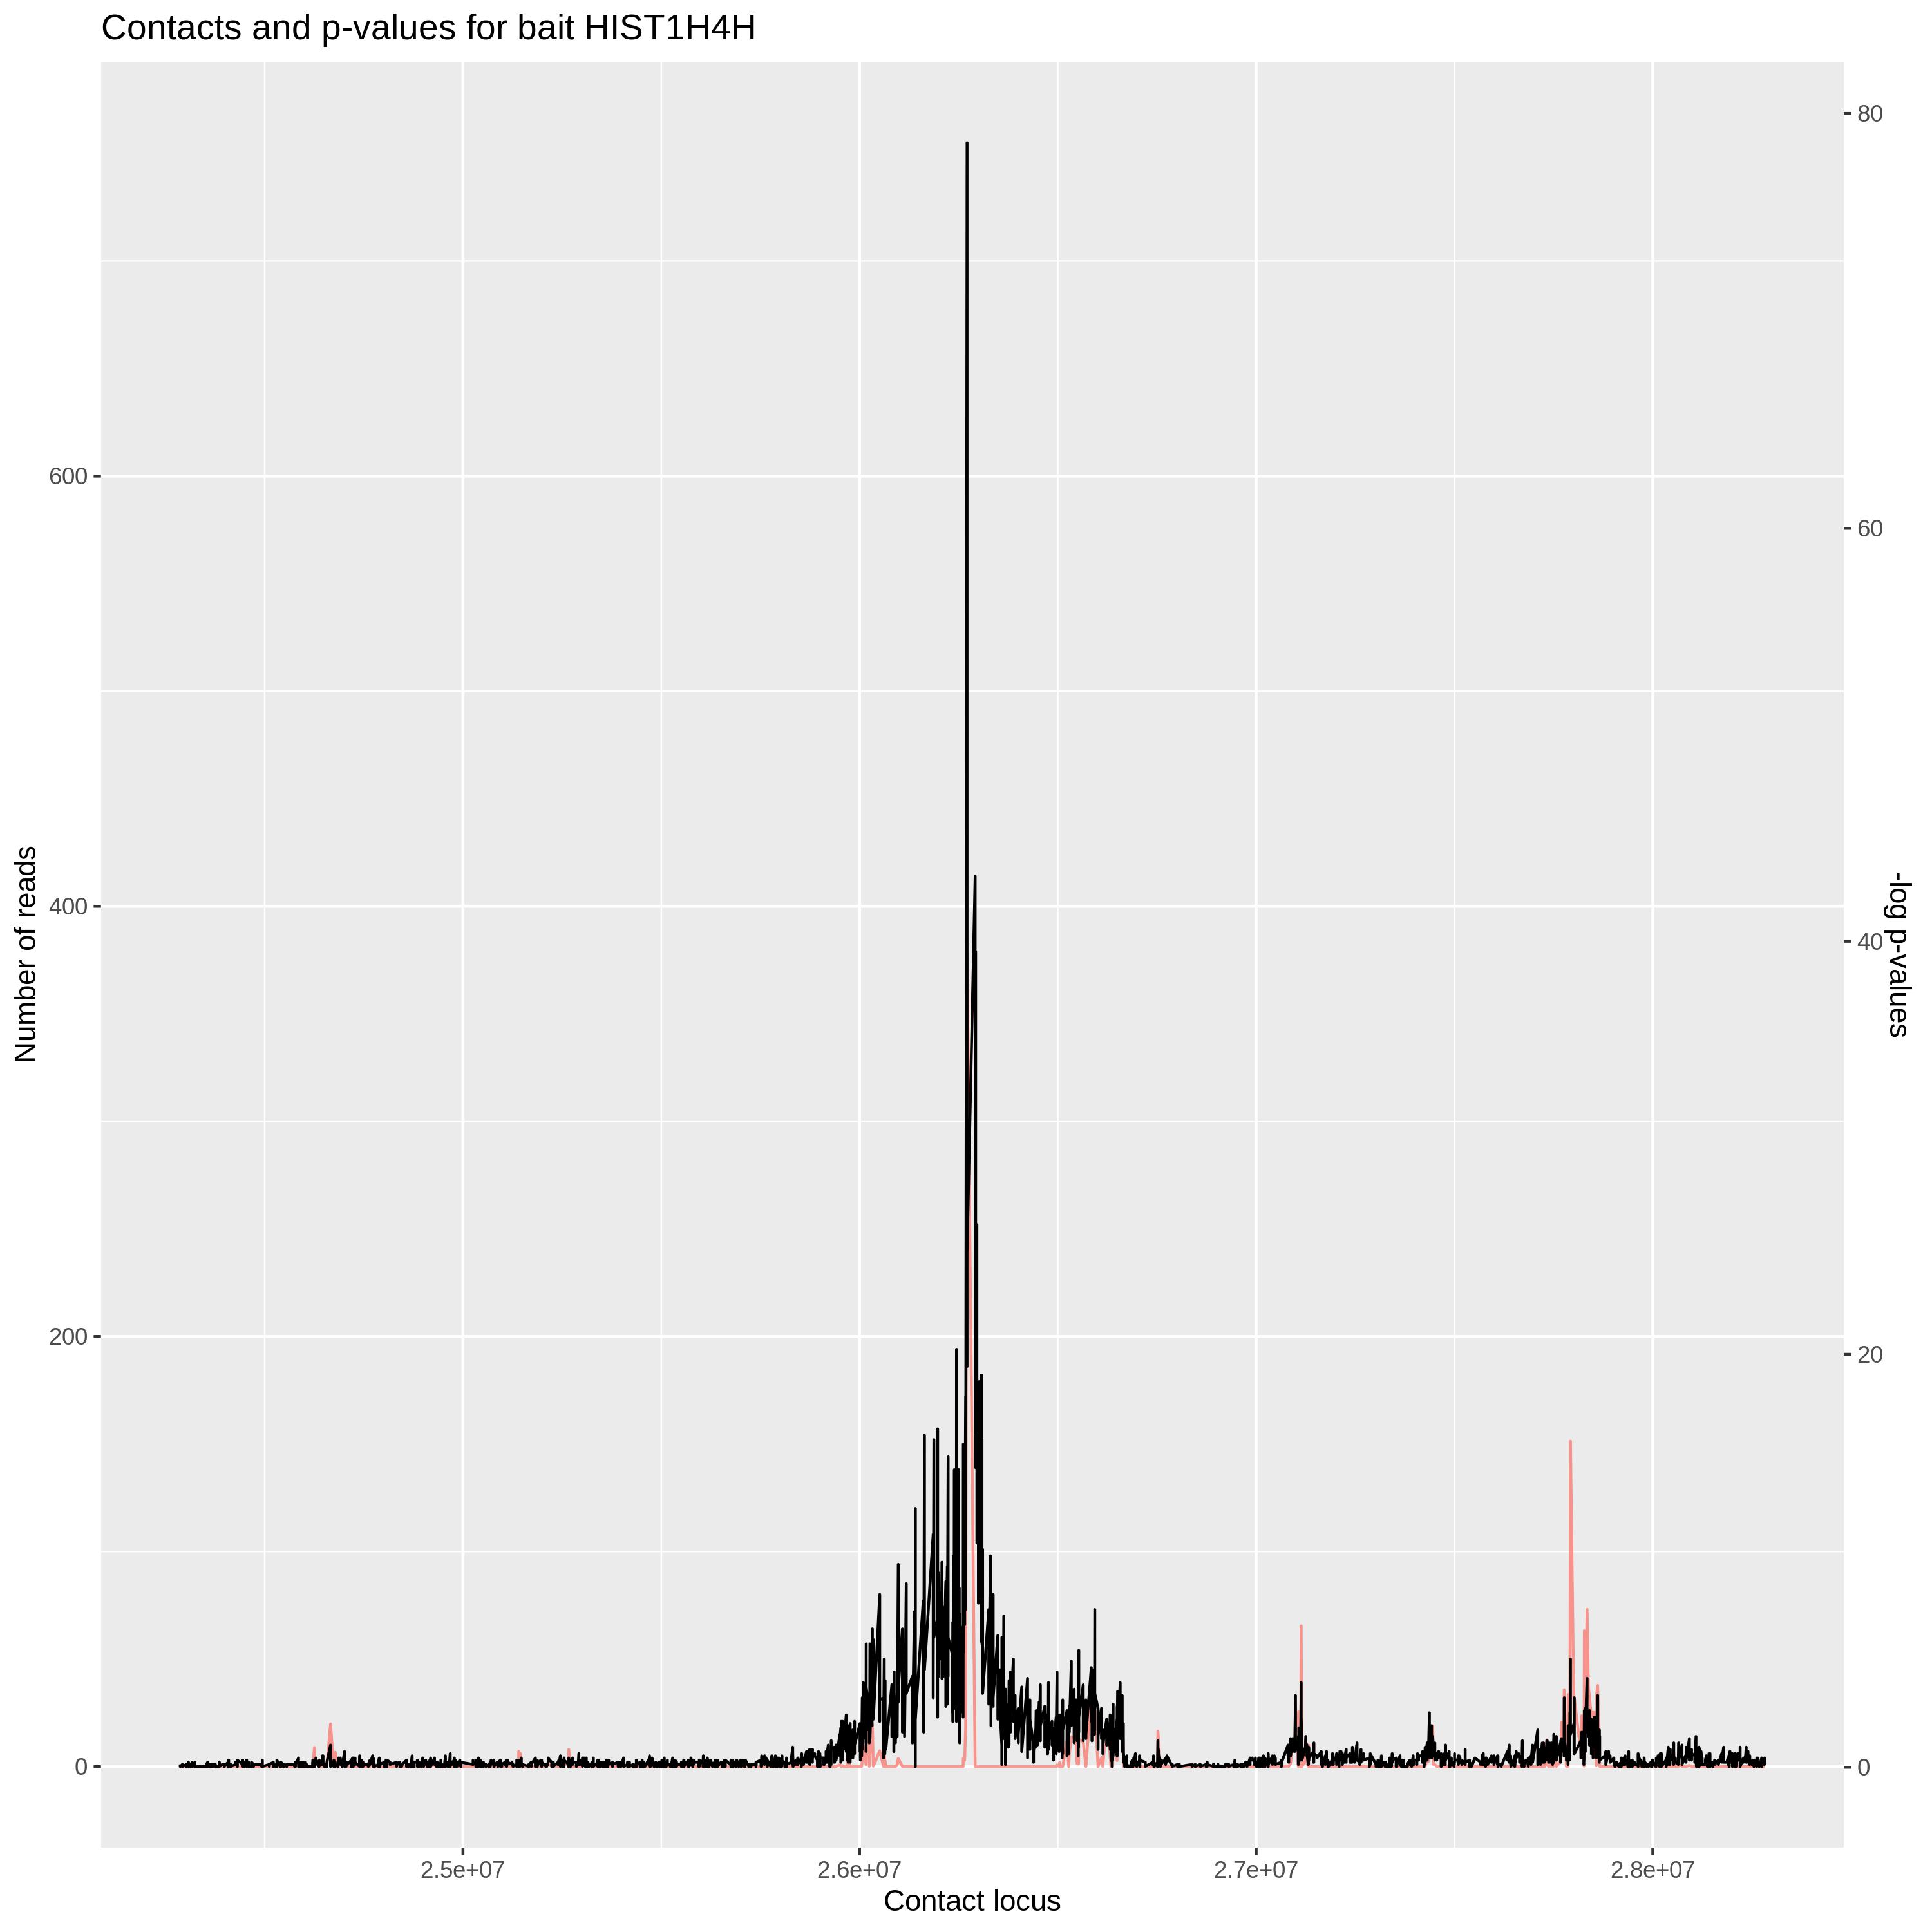 Contacts and p-values for bait HIST1H4H
80
600
60
Number of reads
400
40
-log p-values
200
20
0
0
2.5e+07
2.6e+07
2.7e+07
2.8e+07
Contact locus